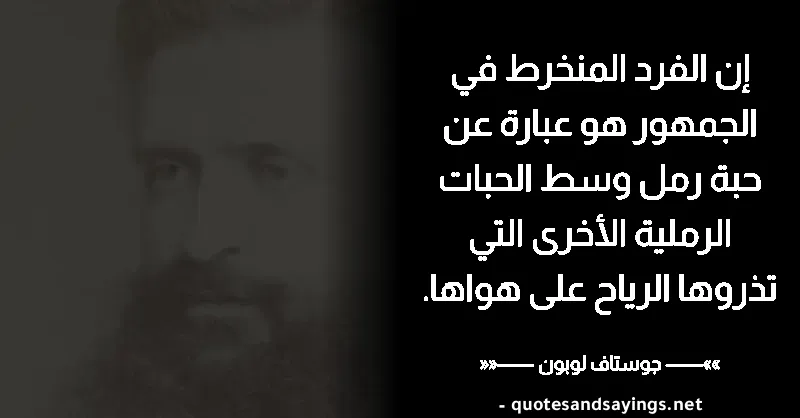 إن الفرد المنخرط في
الجمهور هو عبارة عن
حبة رمل وسط الحبات
الرملية الأخرى التي
تذروها الرياح على هواها.
»»—— جوستاف لوبون ——««
- quotesandsayings.net